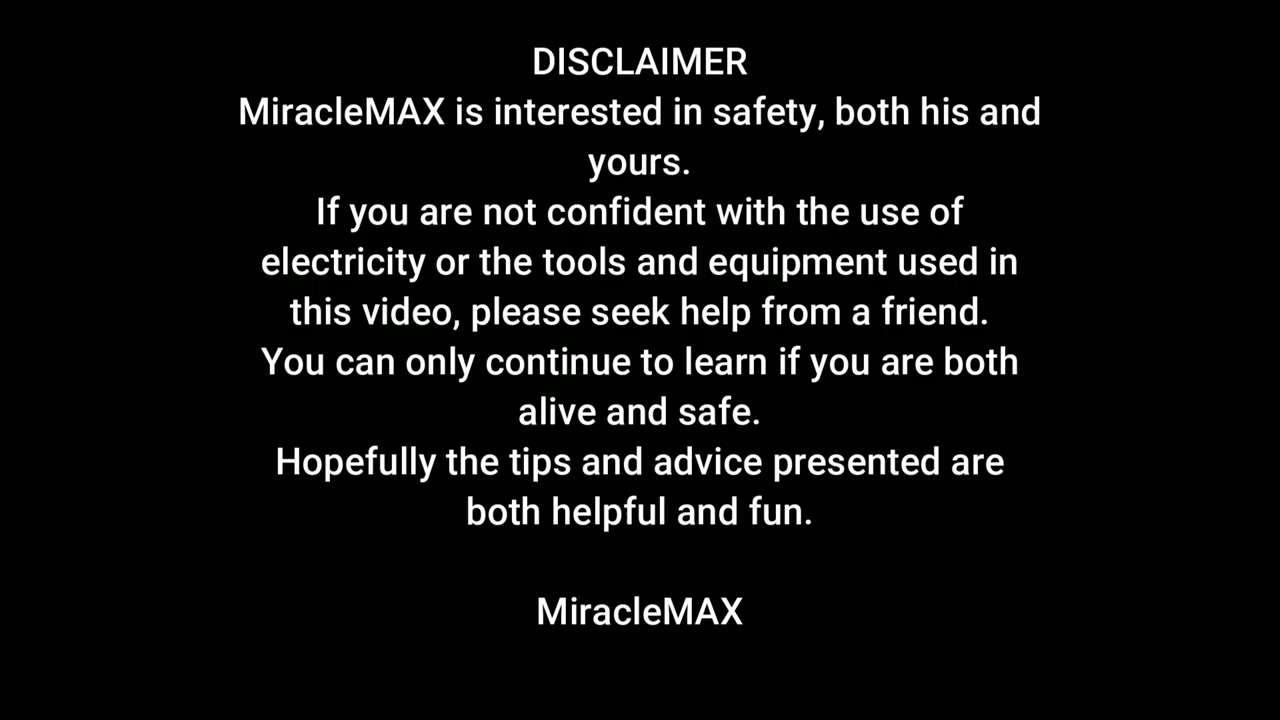 DISCLAIMER
MiracleMAX is interested in safety, both his and
yours.
If you are not confident with the use of
electricity or the tools and equipment used in
this video, please seek help from a friend.
You can only continue to learn if you are both
alive and safe.
Hopefully the tips and advice presented are
both helpful and fun.
MiracleMAX